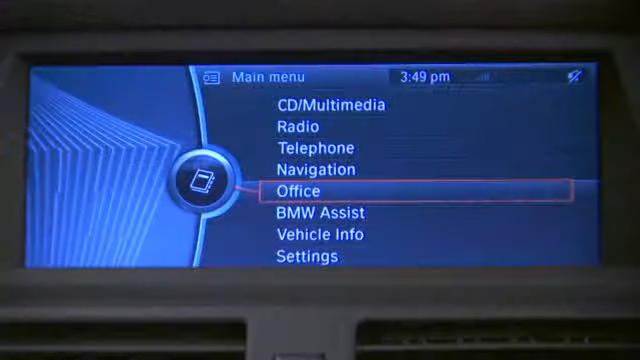 Main menu 3:49 pm
CD/Multimedia
Radio
Telephone
Navigation
Office
BMW Assist
Vehicle Info
Settings